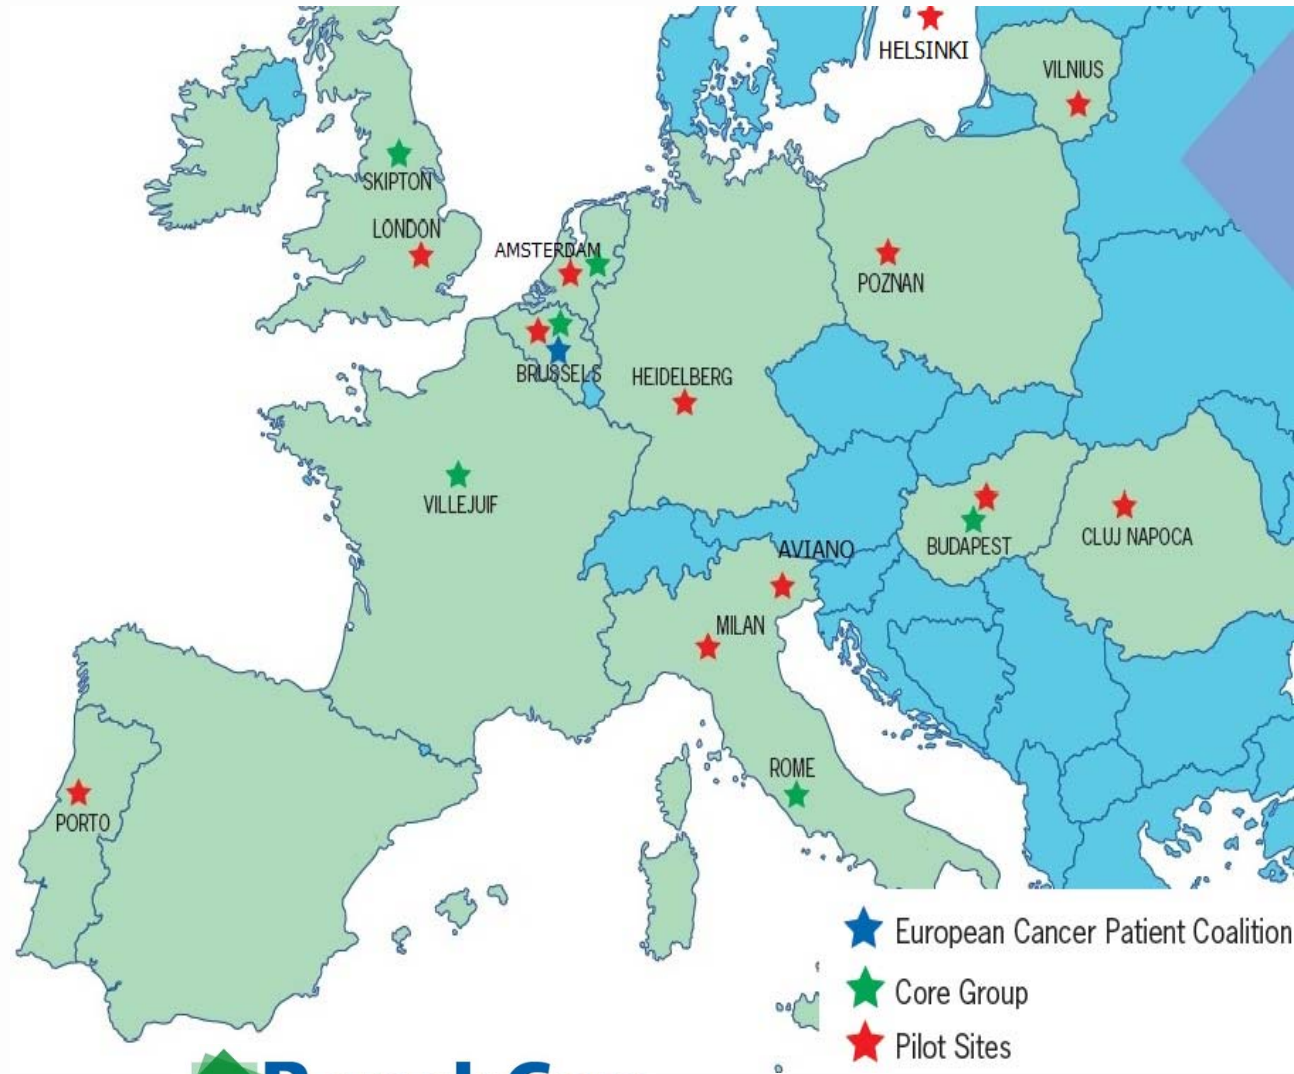 HELSINKI
VILNIUS
SKIPTON
LONDON
AMSTERDAM
POZNAN
BRUSSELS
HEIDELBERG
VILLEJUIF
BUDAPEST
CLUJ NAPOCA
AVIANO
MILAN
ROME
PORTO
European Cancer Patient Coalition
Core Group
Pilot Sites